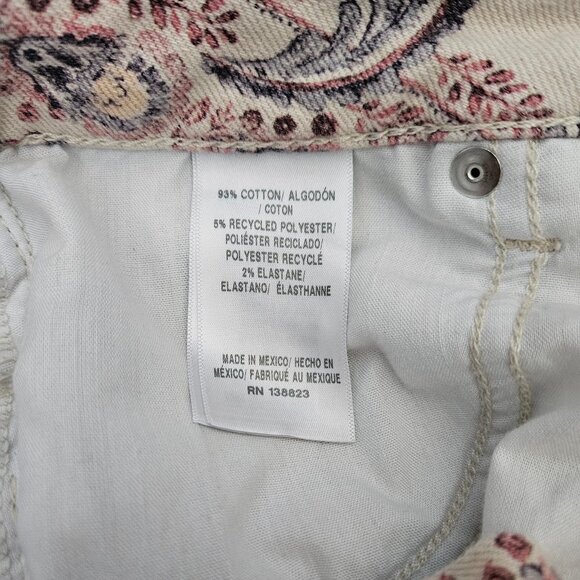 93% COTTON/ ALGODÓN
/ COTON
5% RECYCLED POLYESTER/
POLIÉSTER RECICLADO/
POLYESTER RECYCLÉ
2% ELASTANE/
ELASTANO/ ÉLASTHANNE
MADE IN MEXICO/ HECHO EN
MÉXICO/ FABRIQUÉ AU MEXIQUE
RN 138823